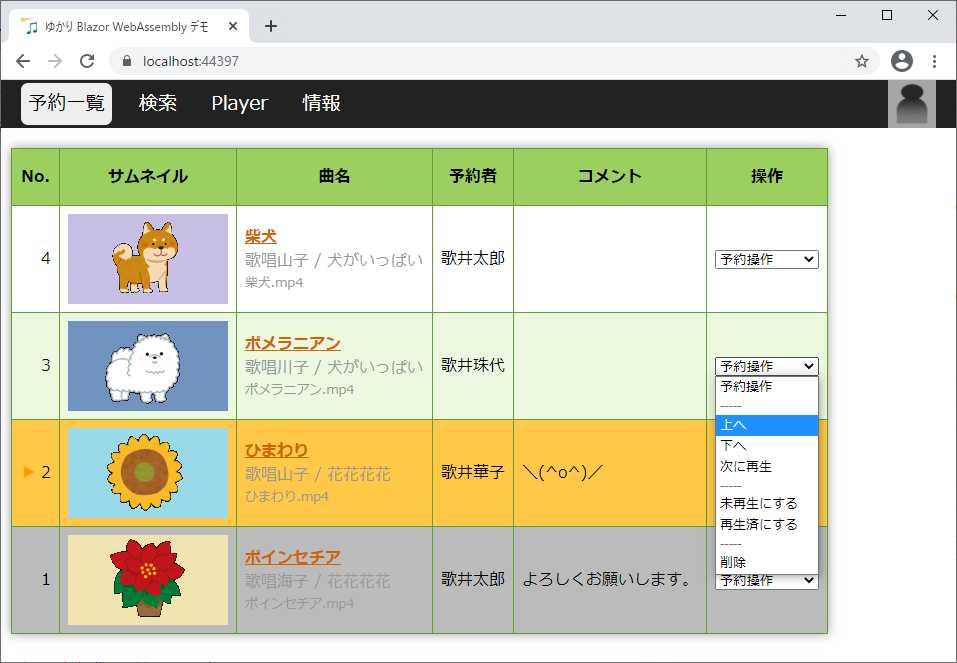 ゆかり Blazor WebAssembly デモ
localhost:44397
予約一覧 検索 Player 情報
No. サムネイル 曲名 予約者 コメント 操作
4 柴犬 歌井太郎 予約操作
歌唱山子 / 犬がいっぱい
柴犬.mp4
3 ポメラニアン 歌井珠代 予約操作
歌唱川子 / 犬がいっぱい
ポメラニアン.mp4
予約操作
-----
上へ
下へ
次に再生
-----
未再生にする
再生済にする
-----
削除
2 ひまわり 歌井華子 ＼(^o^)／
歌唱山子 / 花花花花
ひまわり.mp4
1 ポインセチア 歌井太郎 よろしくお願いします。 予約操作
歌唱海子 / 花花花花
ポインセチア.mp4